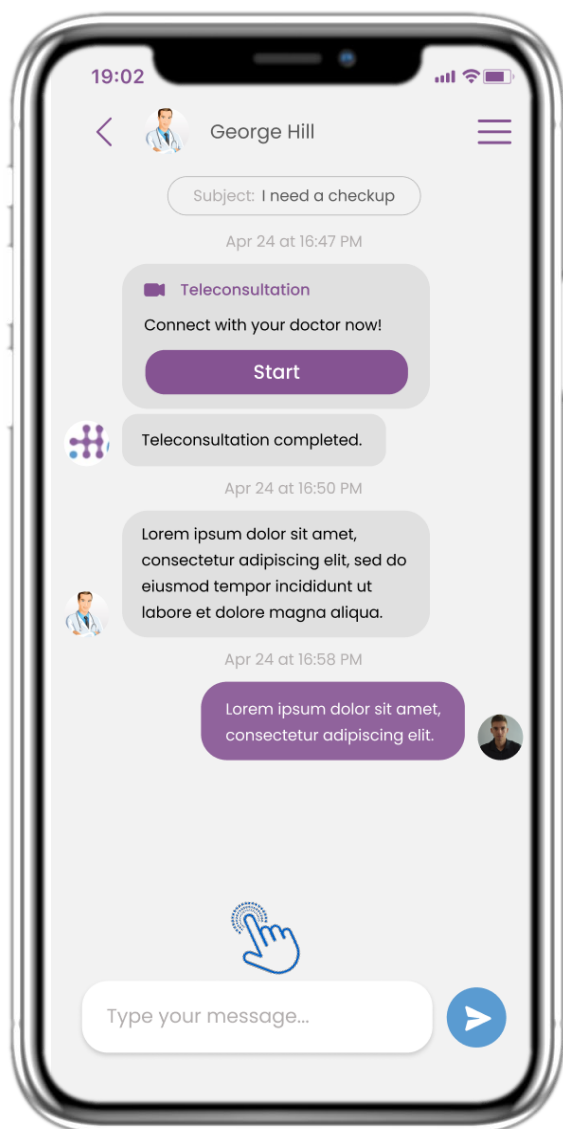 19:02
George Hill
Subject: I need a checkup
Apr 24 at 16:47 PM
Teleconsultation
Connect with your doctor now!
Start
Teleconsultation completed.
Apr 24 at 16:50 PM
Lorem ipsum dolor sit amet,
consectetur adipiscing elit, sed do
eiusmod tempor incididunt ut
labore et dolore magna aliqua.
Apr 24 at 16:58 PM
Lorem ipsum dolor sit amet,
consectetur adipiscing elit.
Type your message...